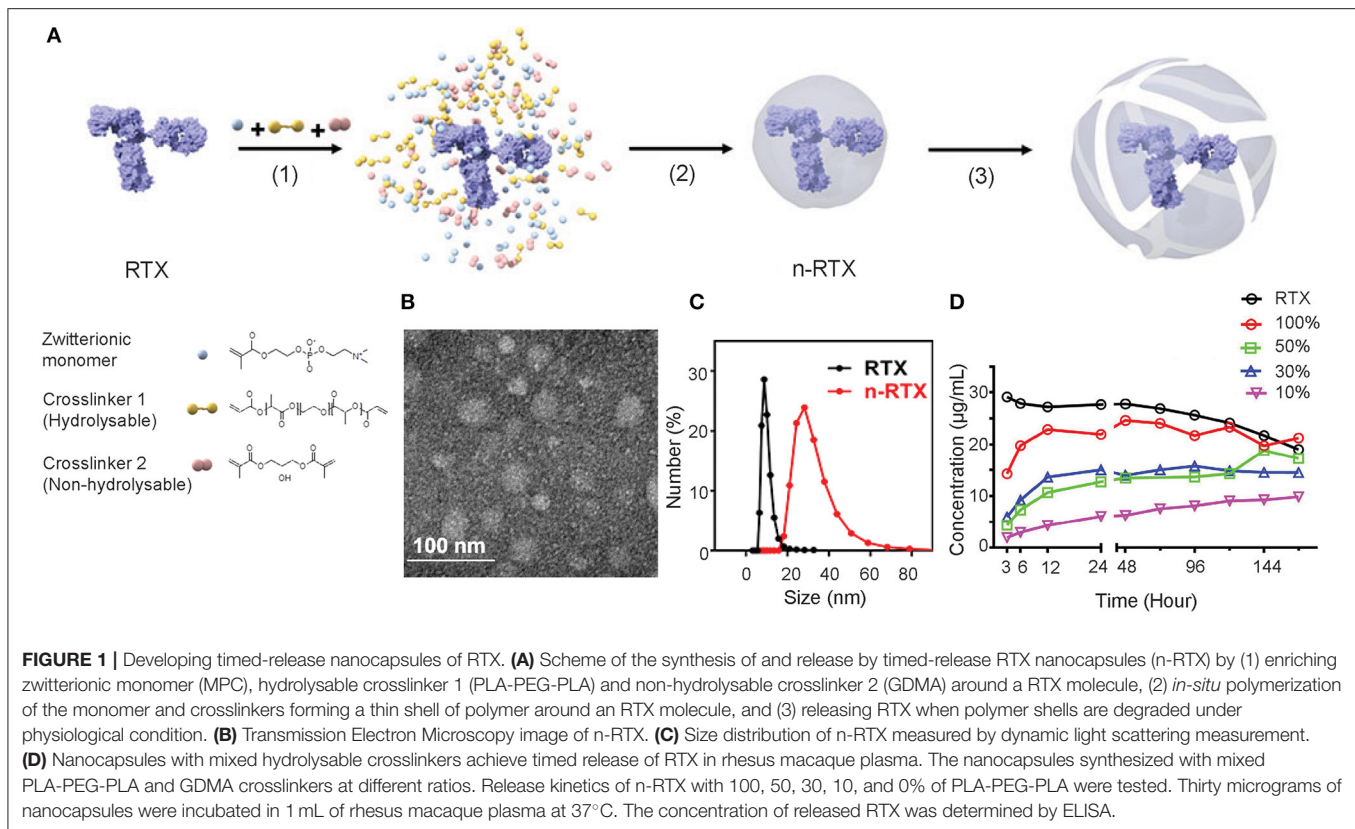 A
+ + 
(1)
(2)
(3)
RTX
n-RTX
Zwitterionic
monomer
O
O
O
O⁻
P
O
O
N⁺
Crosslinker 1
(Hydrolysable)
O
O
O
O
O
O
O
Crosslinker 2
(Non-hydrolysable)
O
O
OH
O
O
B
100 nm
C
RTX
n-RTX
Number (%)
30
20
10
0
0 20 40 60 80
Size (nm)
D
RTX
100%
50%
30%
10%
Concentration (µg/mL)
30
20
10
0
3 6 12 24 48 96 144
Time (Hour)
FIGURE 1 | Developing timed-release nanocapsules of RTX. (A) Scheme of the synthesis of and release by timed-release RTX nanocapsules (n-RTX) by (1) enriching
zwitterionic monomer (MPC), hydrolysable crosslinker 1 (PLA-PEG-PLA) and non-hydrolysable crosslinker 2 (GDMA) around a RTX molecule, (2) in-situ polymerization
of the monomer and crosslinkers forming a thin shell of polymer around an RTX molecule, and (3) releasing RTX when polymer shells are degraded under
physiological condition. (B) Transmission Electron Microscopy image of n-RTX. (C) Size distribution of n-RTX measured by dynamic light scattering measurement.
(D) Nanocapsules with mixed hydrolysable crosslinkers achieve timed release of RTX in rhesus macaque plasma. The nanocapsules synthesized with mixed
PLA-PEG-PLA and GDMA crosslinkers at different ratios. Release kinetics of n-RTX with 100, 50, 30, 10, and 0% of PLA-PEG-PLA were tested. Thirty micrograms of
nanocapsules were incubated in 1 mL of rhesus macaque plasma at 37°C. The concentration of released RTX was determined by ELISA.